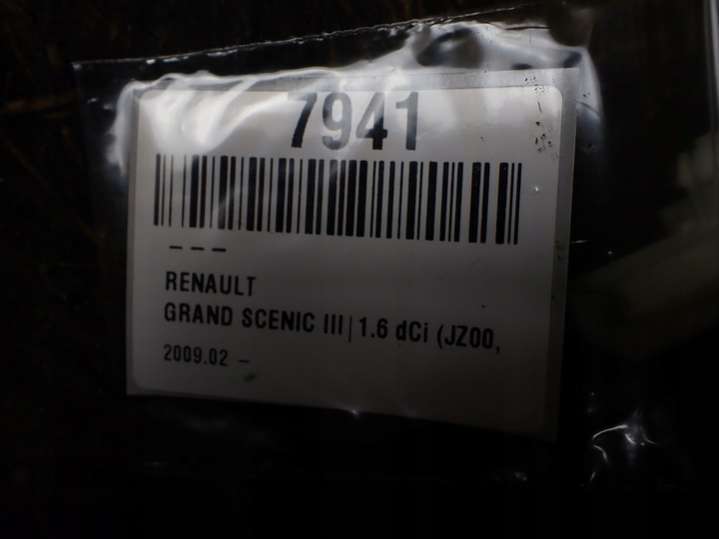 7941
– – –
RENAULT
GRAND SCENIC III | 1.6 dCi (JZ00,
2009.02 –